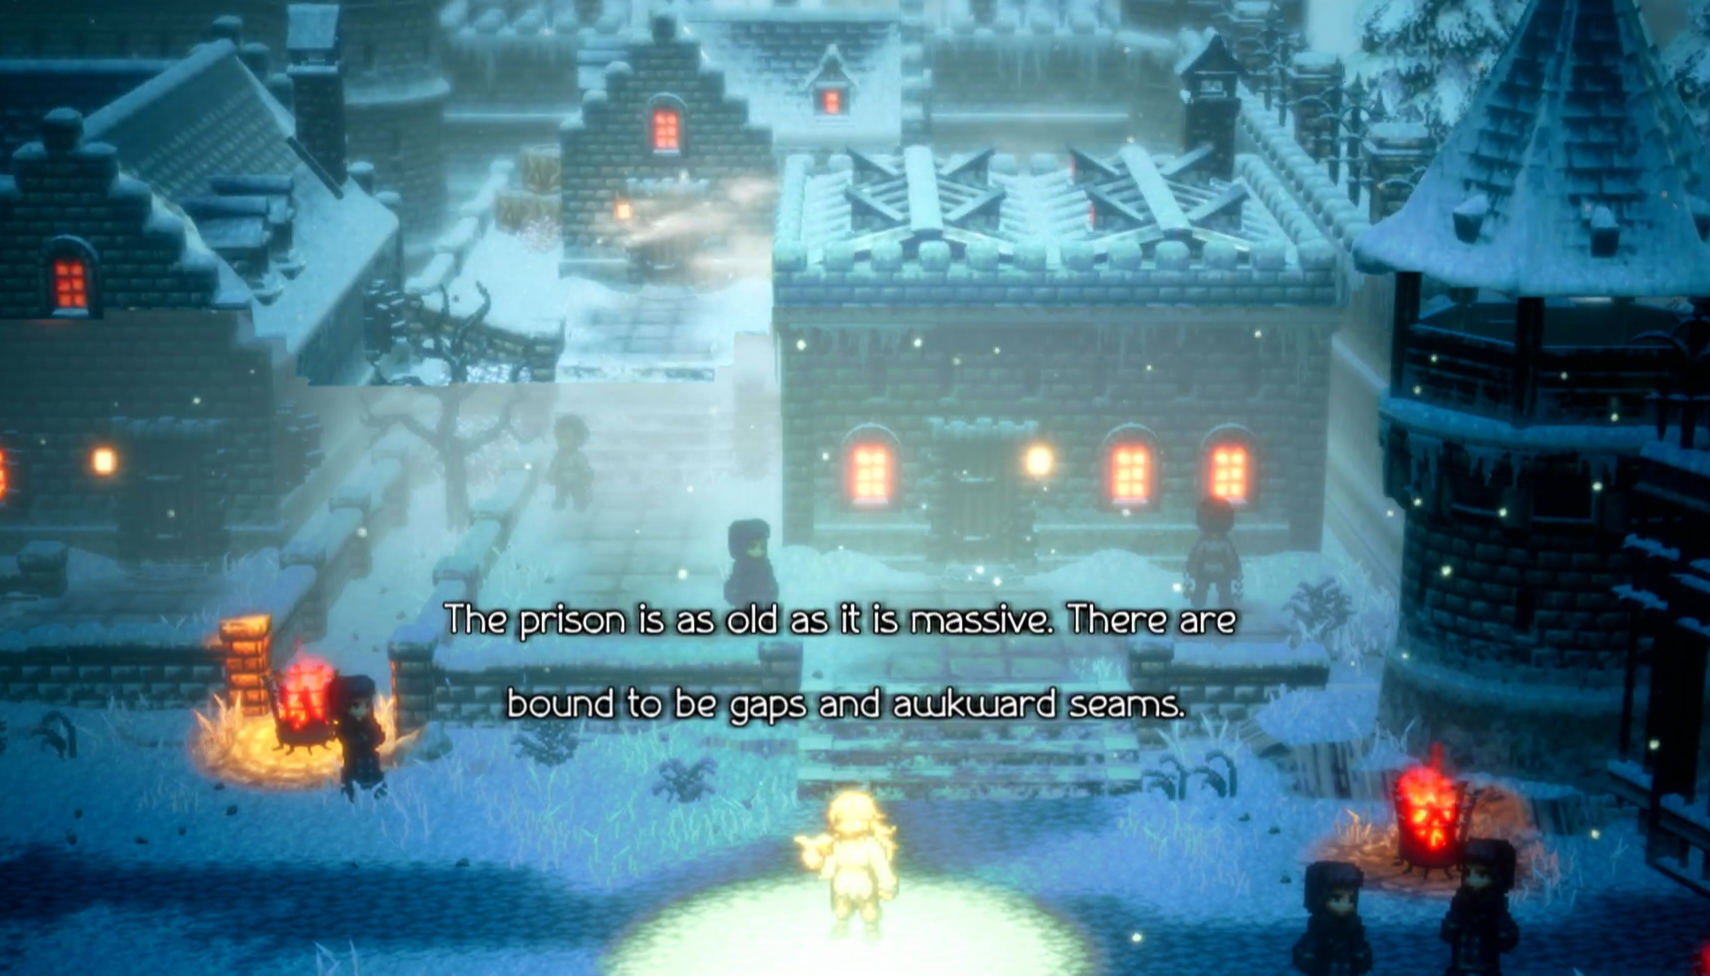 The prison is as old as it is massive. There are
bound to be gaps and awkward seams.